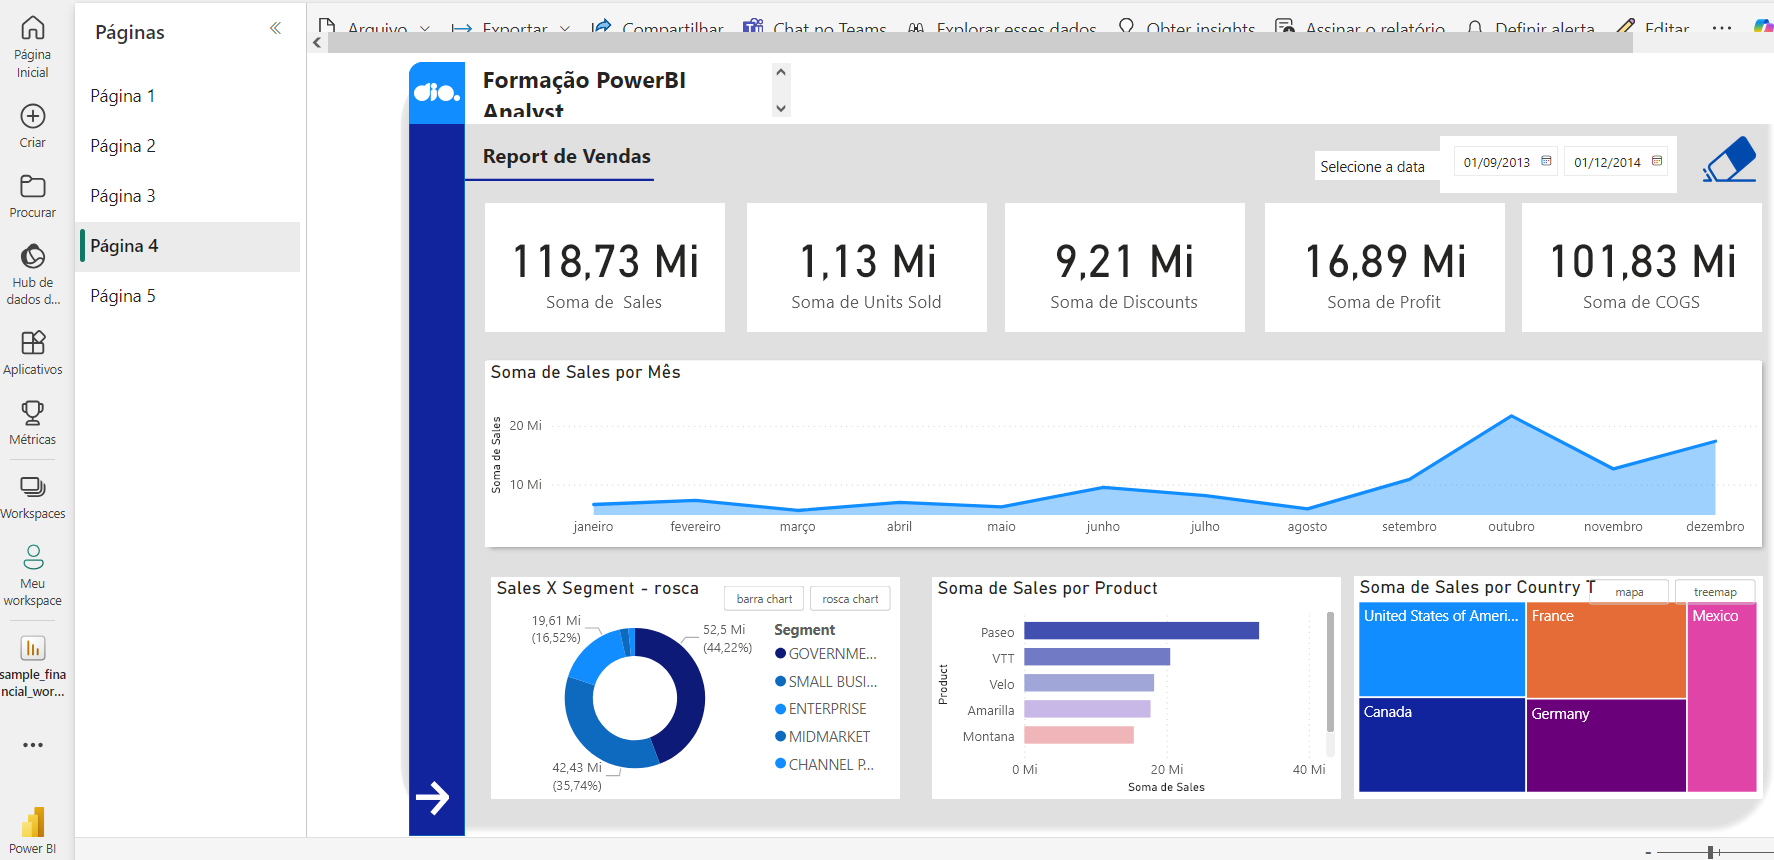 Página
Inicial
Criar
Procurar
Hub de
dados d...
Aplicativos
Métricas
Workspaces
Meu
workspace
sample_fina
ncial_wor...
Power BI
Páginas
Página 1
Página 2
Página 3
Página 4
Página 5
Arquivo
Exportar
Compartilhar
Chat no Teams
Explorar esses dados
Obter insights
Assinar o relatório
Definir alerta
Editar
dio.
Formação PowerBI
Analyst
Report de Vendas
Selecione a data
01/09/2013
01/12/2014
118,73 Mi
Soma de Sales
1,13 Mi
Soma de Units Sold
9,21 Mi
Soma de Discounts
16,89 Mi
Soma de Profit
101,83 Mi
Soma de COGS
Soma de Sales por Mês
Soma de Sales
20 Mi
10 Mi
janeiro fevereiro março abril maio junho julho agosto setembro outubro novembro dezembro
Sales X Segment - rosca
barra chart
rosca chart
19,61 Mi
(16,52%)
52,5 Mi
(44,22%)
42,43 Mi
(35,74%)
Segment
GOVERNME...
SMALL BUSI...
ENTERPRISE
MIDMARKET
CHANNEL P...
Soma de Sales por Product
Product
Paseo
VTT
Velo
Amarilla
Montana
0 Mi 20 Mi 40 Mi
Soma de Sales
Soma de Sales por Country T
mapa
treemap
United States of Ameri...
France
Mexico
Canada
Germany